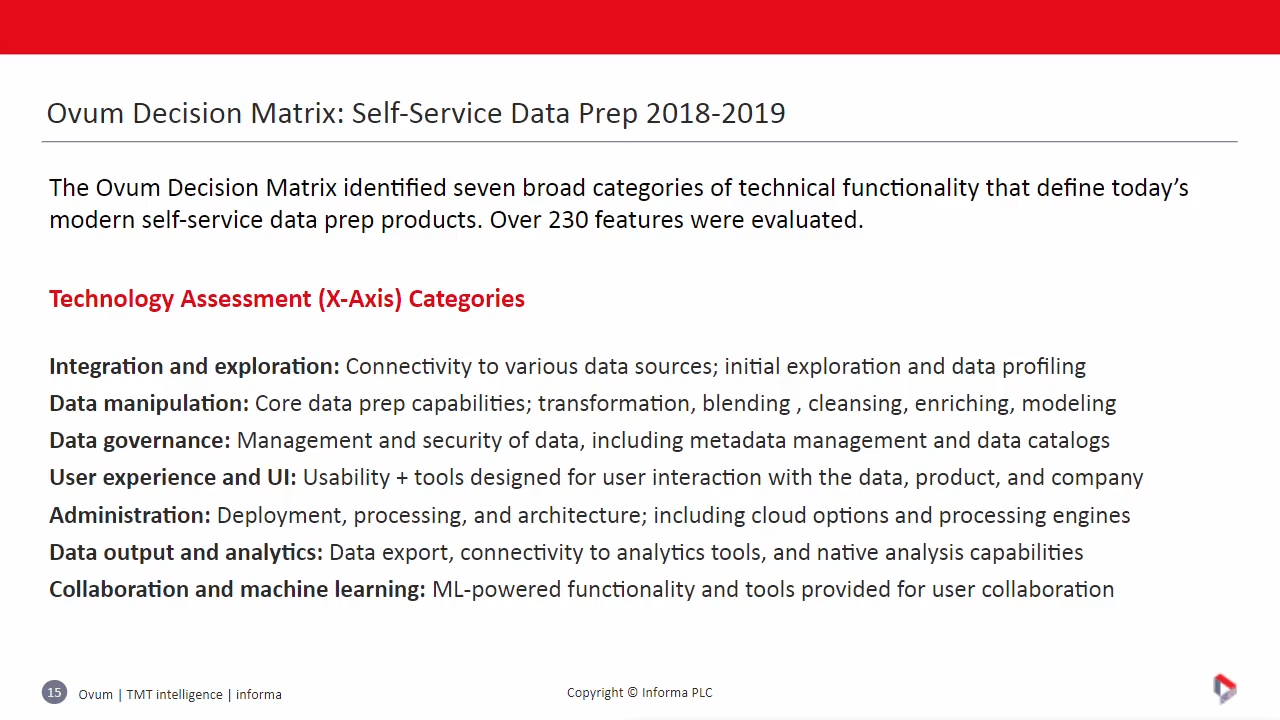 Ovum Decision Matrix: Self-Service Data Prep 2018-2019
The Ovum Decision Matrix identified seven broad categories of technical functionality that define today’s
modern self-service data prep products. Over 230 features were evaluated.
Technology Assessment (X-Axis) Categories
Integration and exploration: Connectivity to various data sources; initial exploration and data profiling
Data manipulation: Core data prep capabilities; transformation, blending , cleansing, enriching, modeling
Data governance: Management and security of data, including metadata management and data catalogs
User experience and UI: Usability + tools designed for user interaction with the data, product, and company
Administration: Deployment, processing, and architecture; including cloud options and processing engines
Data output and analytics: Data export, connectivity to analytics tools, and native analysis capabilities
Collaboration and machine learning: ML-powered functionality and tools provided for user collaboration
15 Ovum | TMT intelligence | informa
Copyright © Informa PLC